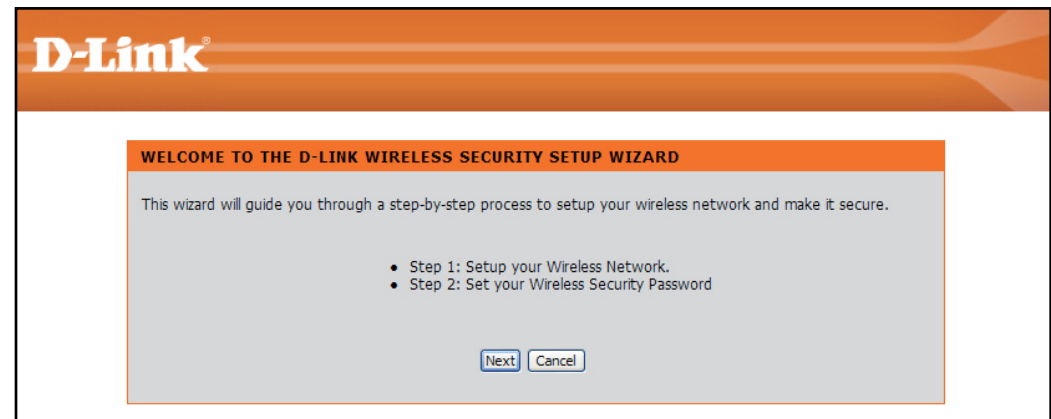 D-Link®
WELCOME TO THE D-LINK WIRELESS SECURITY SETUP WIZARD
This wizard will guide you through a step-by-step process to setup your wireless network and make it secure.
• Step 1: Setup your Wireless Network.
• Step 2: Set your Wireless Security Password
Next Cancel